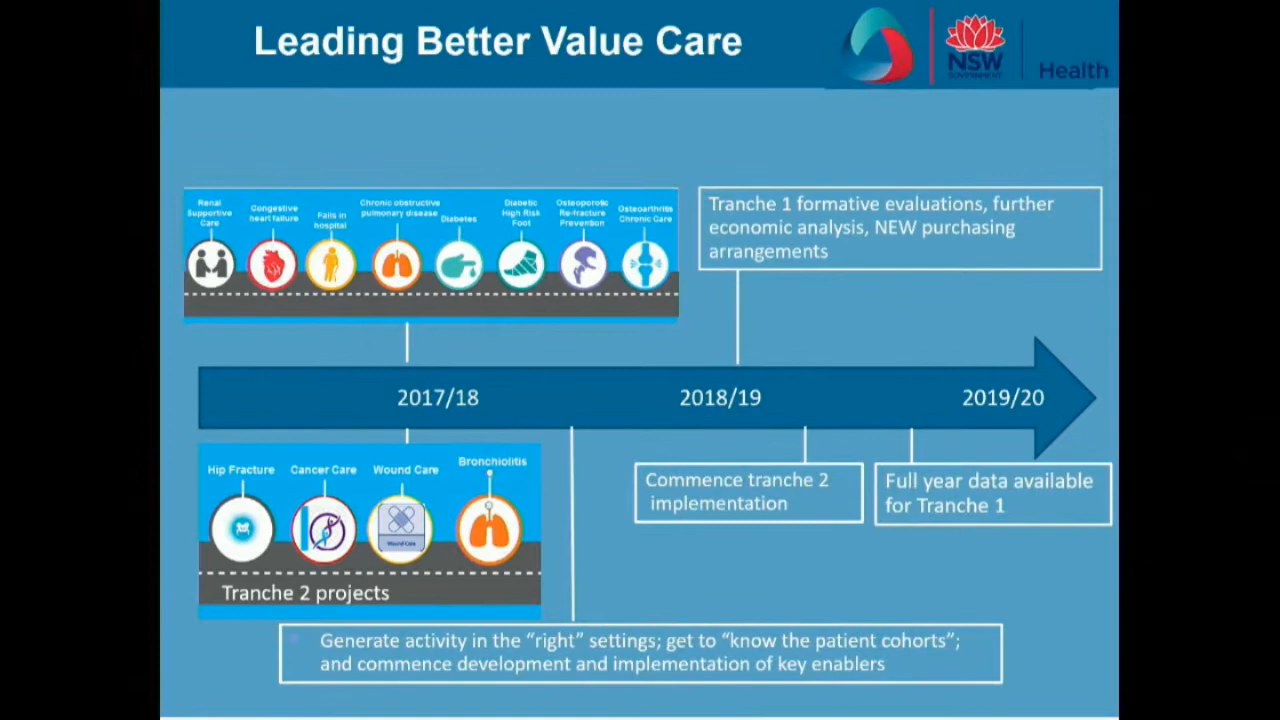 Leading Better Value Care
NSW
GOVERNMENT
Health
Renal
Supportive
Care
Congestive
heart failure
Falls in
hospital
Chronic obstructive
pulmonary disease
Diabetes
Diabetic
High Risk
Foot
Osteoporotic
Re-fracture
Prevention
Osteoarthritis
Chronic Care
Tranche 1 formative evaluations, further
economic analysis, NEW purchasing
arrangements
2017/18
2018/19
2019/20
Hip Fracture
Cancer Care
Wound Care
Bronchiolitis
Wound Care
Tranche 2 projects
Commence tranche 2
implementation
Full year data available
for Tranche 1
Generate activity in the “right” settings; get to “know the patient cohorts”;
and commence development and implementation of key enablers